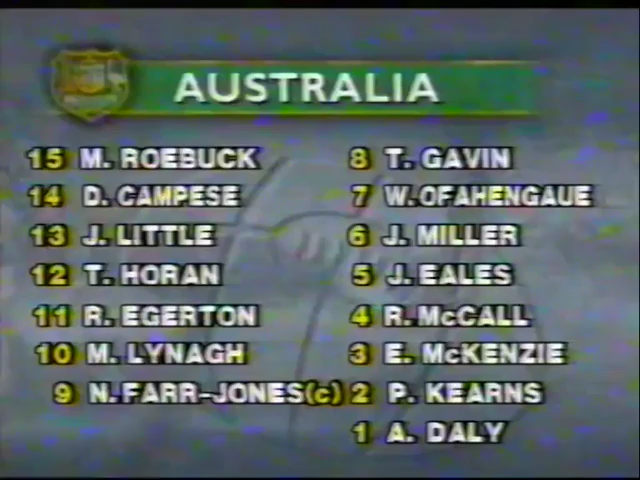 AUSTRALIA
15 M. ROEBUCK
14 D. CAMPESE
13 J. LITTLE
12 T. HORAN
11 R. EGERTON
10 M. LYNAGH
9 N. FARR-JONES(c)
8 T. GAVIN
7 W.OFAHENGAUE
6 J. MILLER
5 J. EALES
4 R. McCALL
3 E. McKENZIE
2 P. KEARNS
1 A. DALY